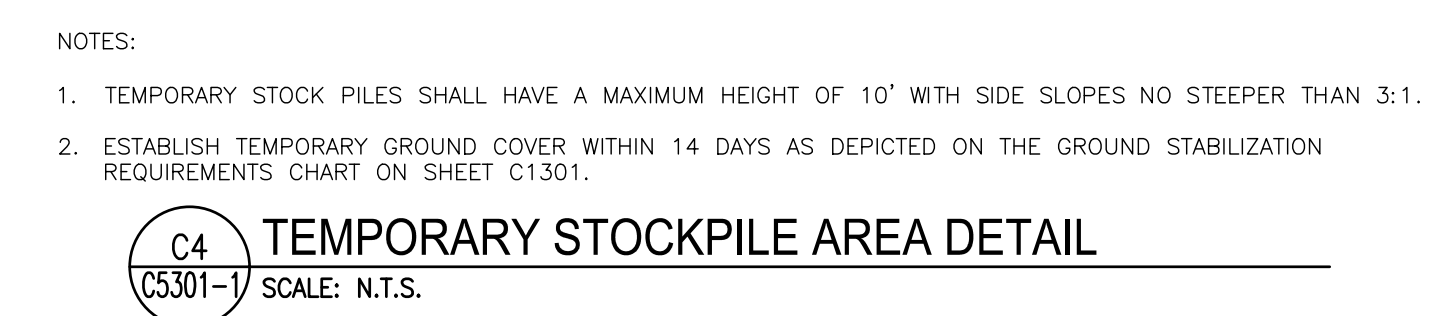 NOTES:
1. TEMPORARY STOCK PILES SHALL HAVE A MAXIMUM HEIGHT OF 10' WITH SIDE SLOPES NO STEEPER THAN 3:1.
2. ESTABLISH TEMPORARY GROUND COVER WITHIN 14 DAYS AS DEPICTED ON THE GROUND STABILIZATION
REQUIREMENTS CHART ON SHEET C1301.
C4 TEMPORARY STOCKPILE AREA DETAIL
C5301-1 SCALE: N.T.S.